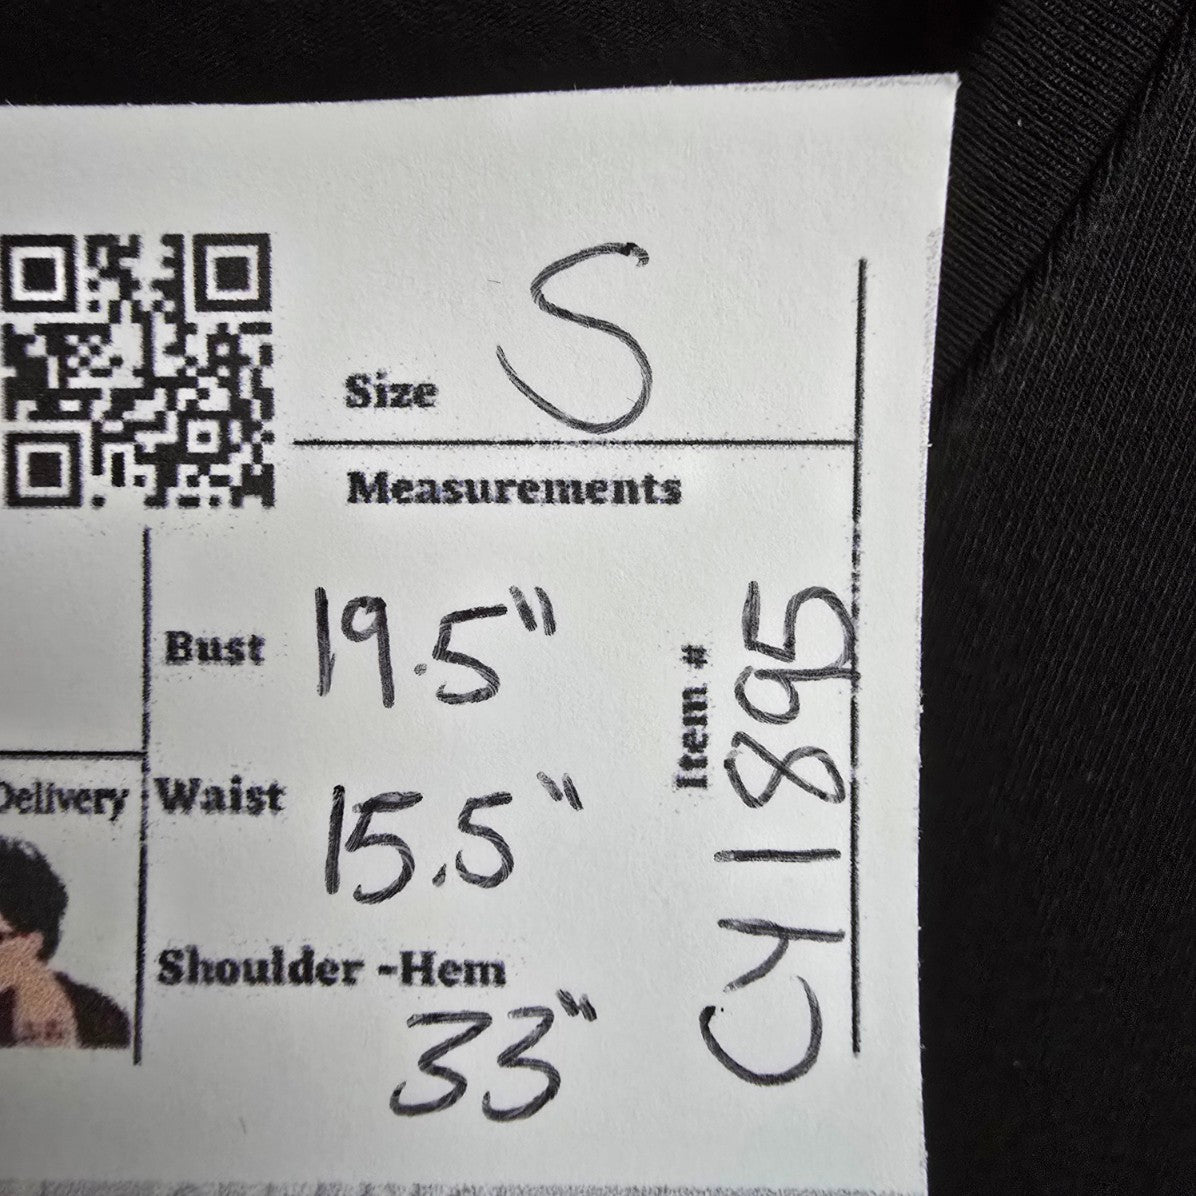 Size S
Measurements
Bust 19.5"
Waist 15.5"
Shoulder -Hem
33"
Item # CY1895
Delivery